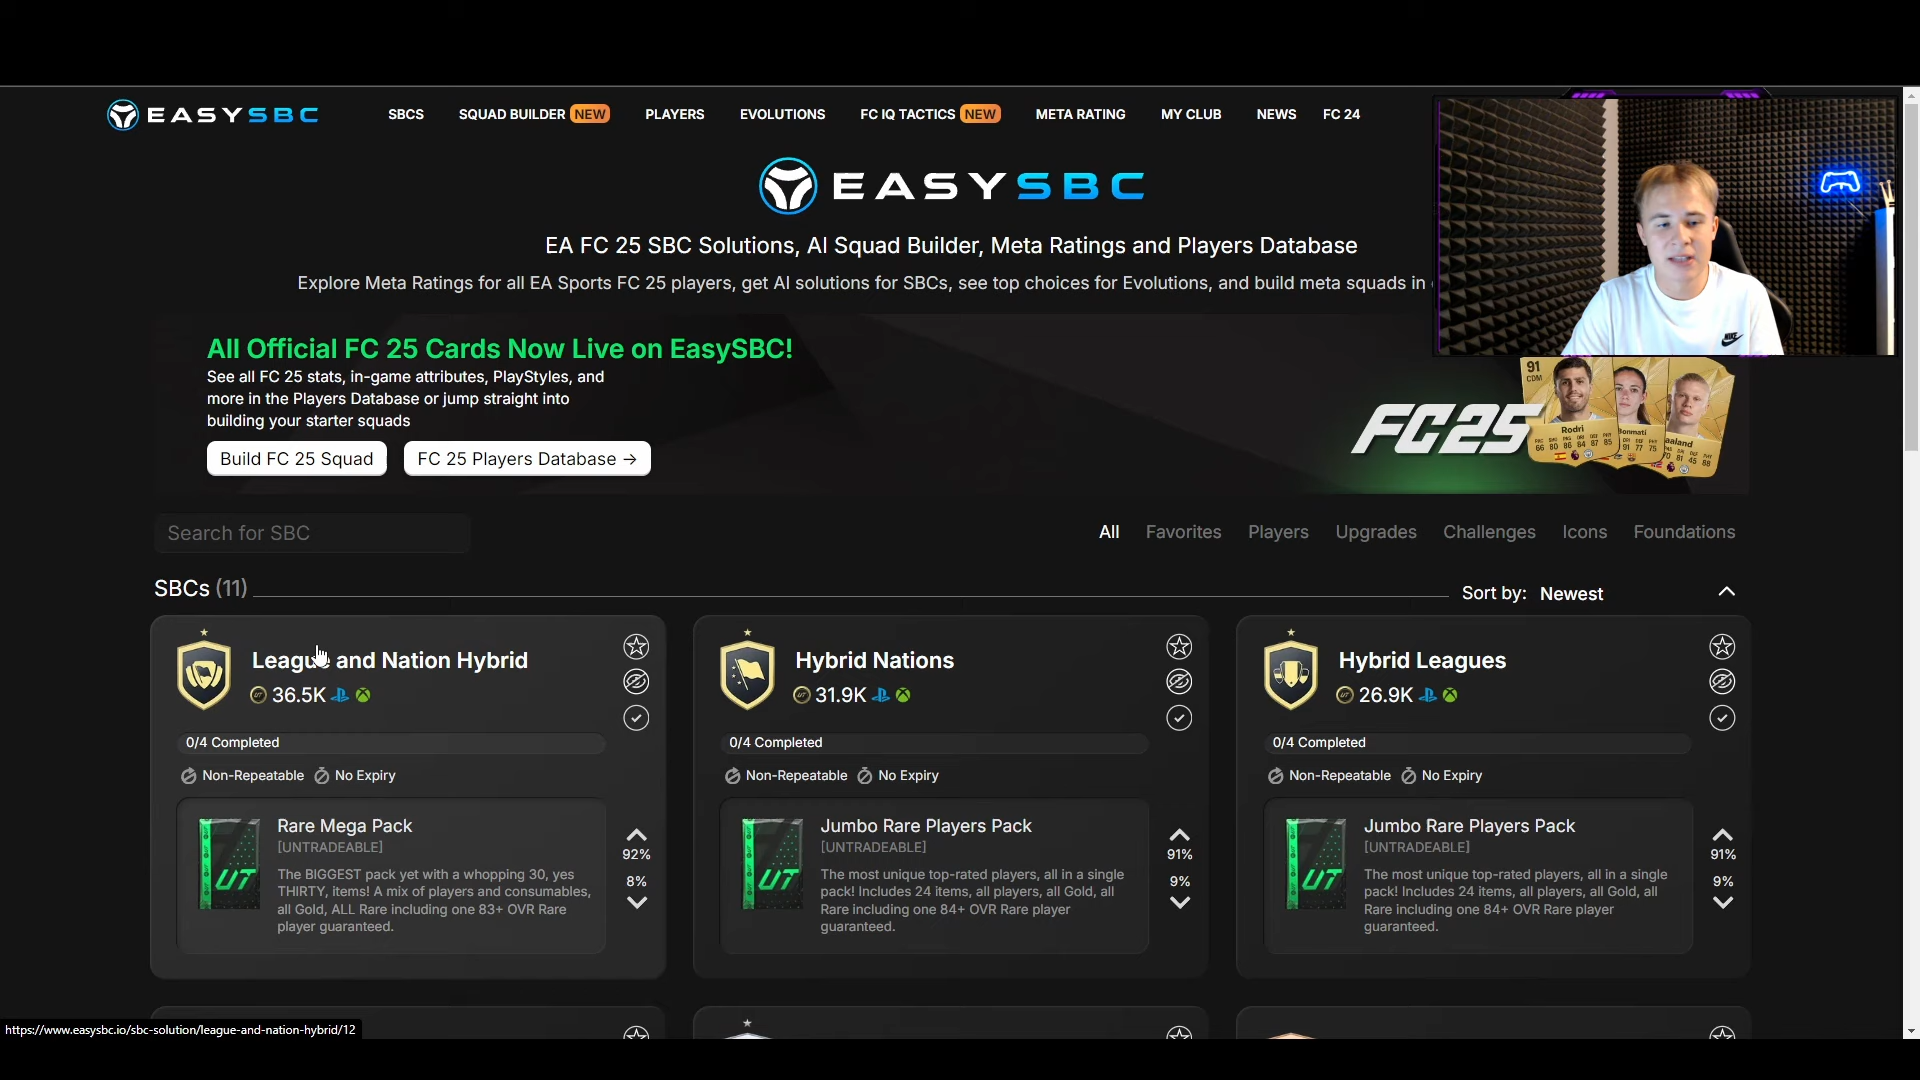 EASYSBC
SBCS
SQUAD BUILDER NEW
PLAYERS
EVOLUTIONS
FC IQ TACTICS NEW
META RATING
MY CLUB
NEWS
FC 24
EASYSBC
EA FC 25 SBC Solutions, AI Squad Builder, Meta Ratings and Players Database
Explore Meta Ratings for all EA Sports FC 25 players, get AI solutions for SBCs, see top choices for Evolutions, and build meta squads in
All Official FC 25 Cards Now Live on EasySBC!
See all FC 25 stats, in-game attributes, PlayStyles, and
more in the Players Database or jump straight into
building your starter squads
Build FC 25 Squad
FC 25 Players Database →
FC25
91
CDM
Rodri
Search for SBC
All
Favorites
Players
Upgrades
Challenges
Icons
Foundations
SBCs (11)
Sort by: Newest
League and Nation Hybrid
36.5K
0/4 Completed
Non-Repeatable
No Expiry
UT
Rare Mega Pack
[UNTRADEABLE]
The BIGGEST pack yet with a whopping 30, yes
THIRTY, items! A mix of players and consumables,
all Gold, ALL Rare including one 83+ OVR Rare
player guaranteed.
92%
8%
Hybrid Nations
31.9K
0/4 Completed
Non-Repeatable
No Expiry
UT
Jumbo Rare Players Pack
[UNTRADEABLE]
The most unique top-rated players, all in a single
pack! Includes 24 items, all players, all Gold, all
Rare including one 84+ OVR Rare player
guaranteed.
91%
9%
Hybrid Leagues
26.9K
0/4 Completed
Non-Repeatable
No Expiry
UT
Jumbo Rare Players Pack
[UNTRADEABLE]
The most unique top-rated players, all in a single
pack! Includes 24 items, all players, all Gold, all
Rare including one 84+ OVR Rare player
guaranteed.
91%
9%
https://www.easysbc.io/sbc-solution/league-and-nation-hybrid/12